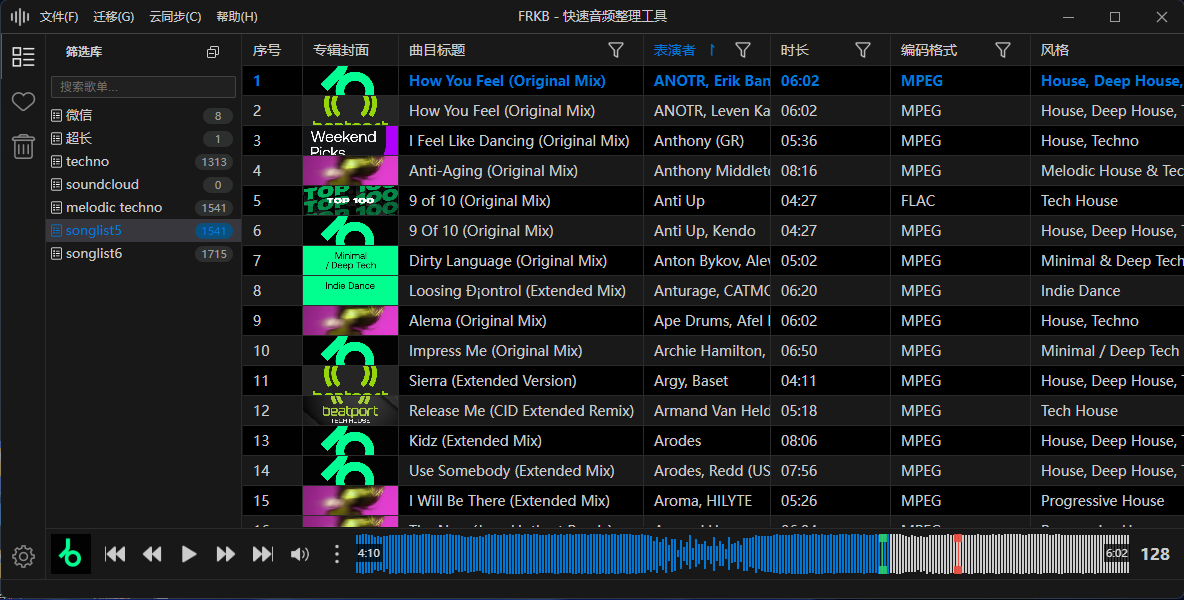 文件(F) 迁移(G) 云同步(C) 帮助(H) FRKB - 快速音频整理工具
筛选库
搜索歌单...
微信 8
超长 1
techno 1313
soundcloud 0
melodic techno 1541
songlist5 1541
songlist6 1715
序号 专辑封面 曲目标题 表演者 ↑ 时长 编码格式 风格
1 How You Feel (Original Mix) ANOTR, Erik Ban 06:02 MPEG House, Deep House,
2 beatport How You Feel (Original Mix) ANOTR, Leven Ka 06:02 MPEG House, Deep House,
3 Weekend Picks I Feel Like Dancing (Original Mix) Anthony (GR) 05:36 MPEG House, Techno
4 Anti-Aging (Original Mix) Anthony Middlet 08:16 MPEG Melodic House & Tec
5 TOP 100 TOP 100 TOP 100 9 of 10 (Original Mix) Anti Up 04:27 FLAC Tech House
6 9 Of 10 (Original Mix) Anti Up, Kendo 04:27 MPEG House, Deep House,
7 Minimal / Deep Tech Dirty Language (Original Mix) Anton Bykov, Ale 05:02 MPEG Minimal & Deep Tech
8 Indie Dance Loosing Đ¡ontrol (Extended Mix) Anturage, CATMO 06:20 MPEG Indie Dance
9 Alema (Original Mix) Ape Drums, Afel 06:02 MPEG House, Techno
10 Impress Me (Original Mix) Archie Hamilton, 06:50 MPEG Minimal / Deep Tech
11 beatport Sierra (Extended Version) Argy, Baset 04:11 MPEG House, Deep House,
12 beatport TECH HOUSE Release Me (CID Extended Remix) Armand Van Held 05:18 MPEG Tech House
13 Kidz (Extended Mix) Arodes 08:06 MPEG House, Deep House,
14 Use Somebody (Extended Mix) Arodes, Redd (US 07:56 MPEG House, Deep House,
15 I Will Be There (Extended Mix) Aroma, HILYTE 05:26 MPEG Progressive House
4:10 6:02 128